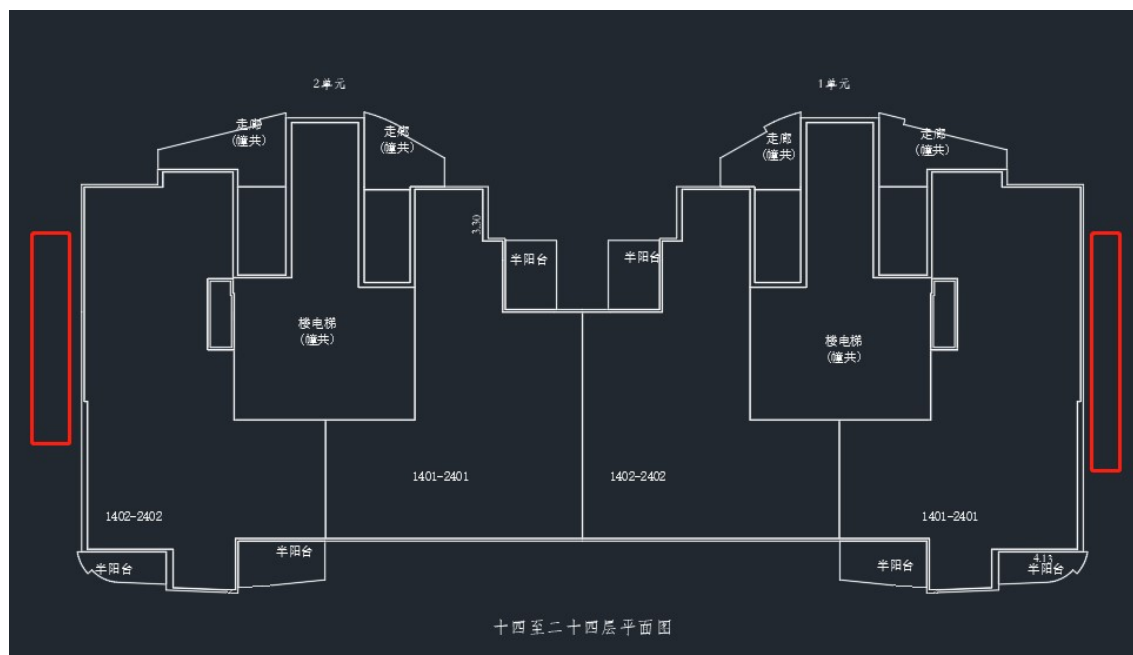 2单元
1单元
走廊
(幢共)
走廊
(幢共)
走廊
(幢共)
走廊
(幢共)
3.30
半阳台
半阳台
楼电梯
(幢共)
楼电梯
(幢共)
1401-2401
1402-2402
1402-2402
1401-2401
半阳台
半阳台
半阳台
4.13
半阳台
十四至二十四层平面图